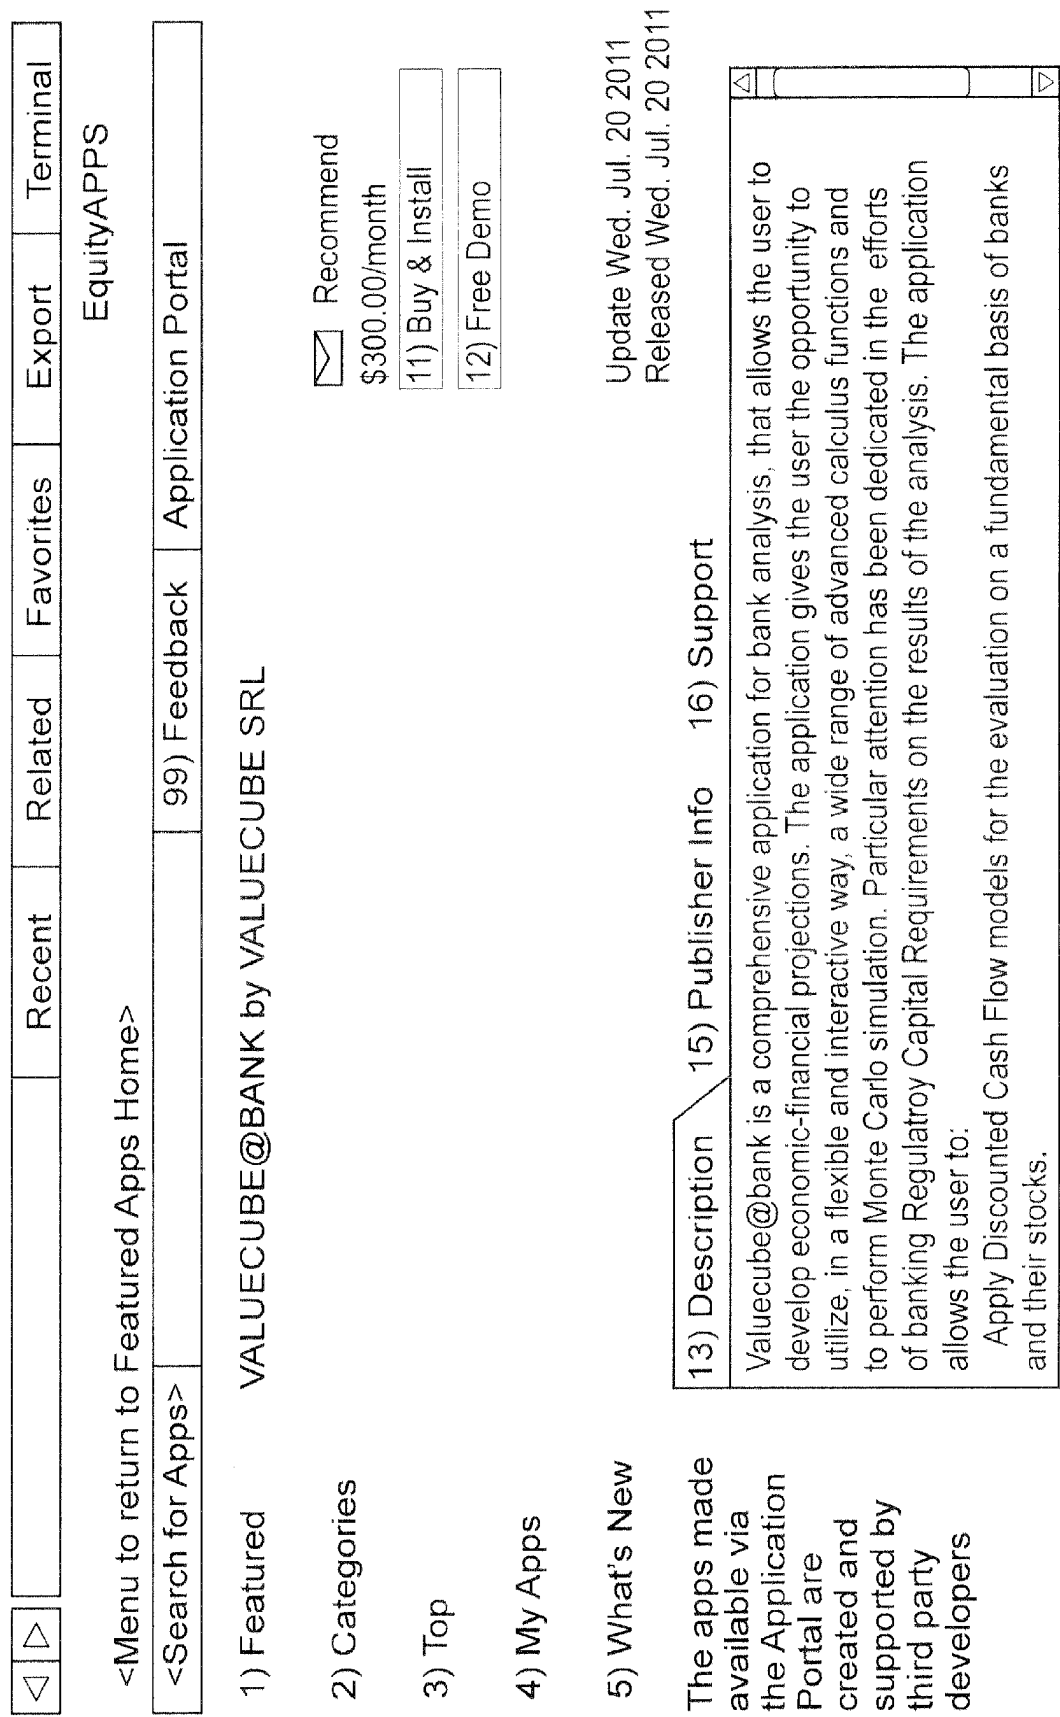 Recent Related Favorites Export Terminal
<Menu to return to Featured Apps Home> EquityAPPS
<Search for Apps> 99) Feedback Application Portal
1) Featured
2) Categories
3) Top
4) My Apps
5) What's New
The apps made
available via
the Application
Portal are
created and
supported by
third party
developers
VALUECUBE@BANK by VALUECUBE SRL
Recommend
$300.00/month
11) Buy & Install
12) Free Demo
Update Wed. Jul. 20 2011
Released Wed. Jul. 20 2011
13) Description 15) Publisher Info 16) Support
Valuecube@bank is a comprehensive application for bank analysis, that allows the user to
develop economic-financial projections. The application gives the user the opportunity to
utilize, in a flexible and interactive way, a wide range of advanced calculus functions and
to perform Monte Carlo simulation. Particular attention has been dedicated in the efforts
of banking Regulatroy Capital Requirements on the results of the analysis. The application
allows the user to:
Apply Discounted Cash Flow models for the evaluation on a fundamental basis of banks
and their stocks.